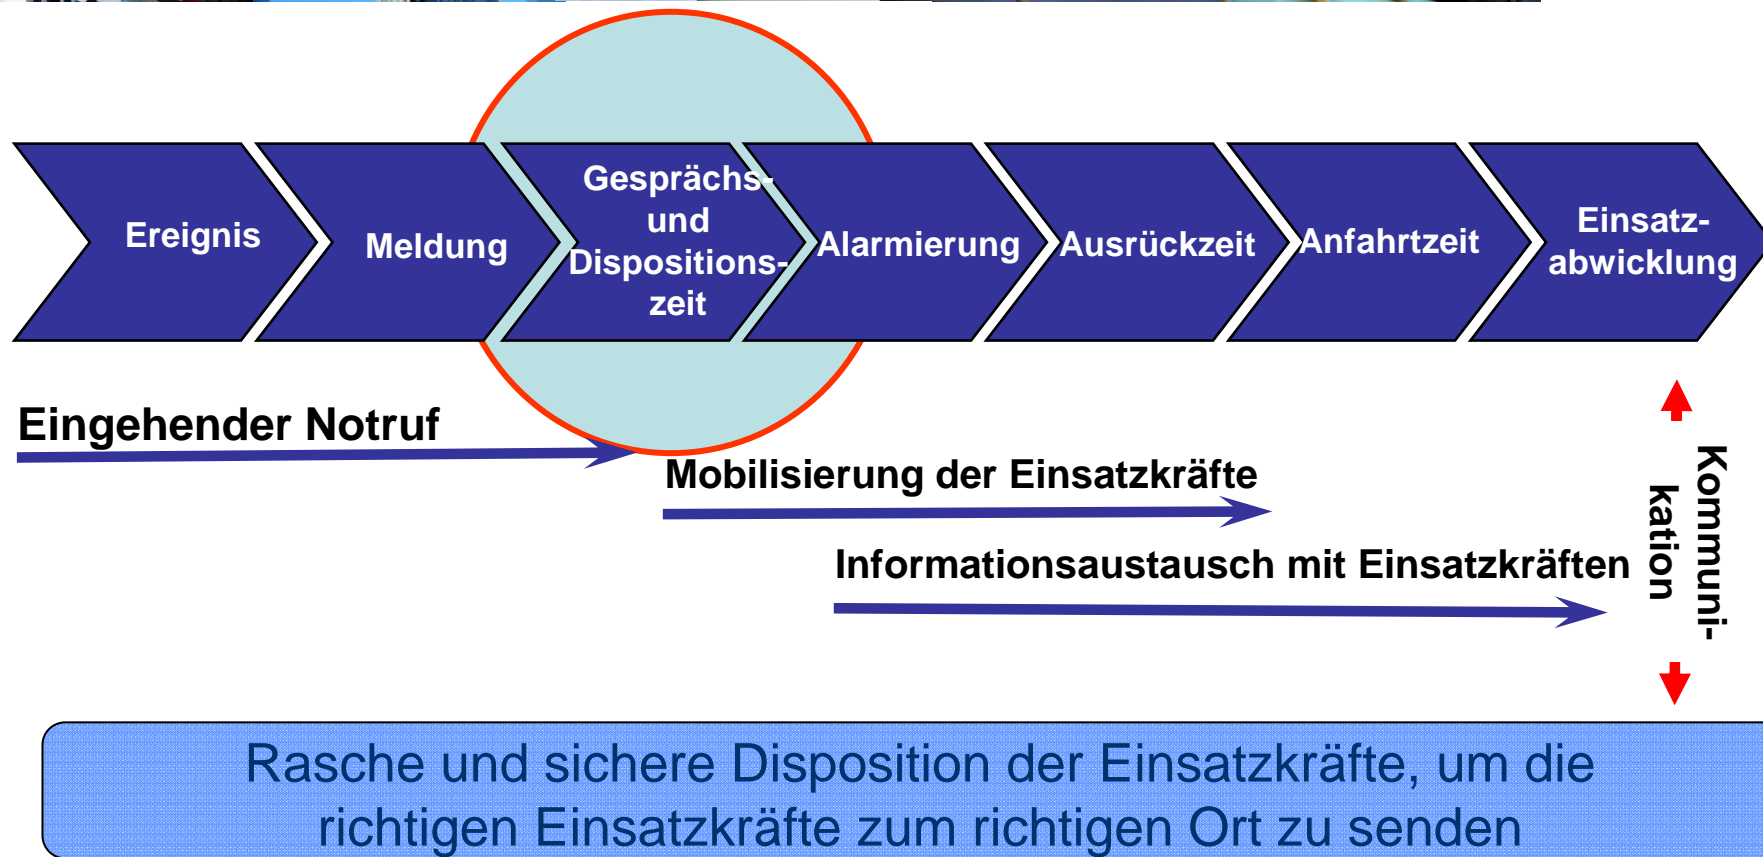 Ereignis
Meldung
Gesprächs-
und
Dispositions-
zeit
Alarmierung
Ausrückzeit
Anfahrtzeit
Einsatz-
abwicklung
Eingehender Notruf
Mobilisierung der Einsatzkräfte
Informationsaustausch mit Einsatzkräften
Kommuni-
kation
Rasche und sichere Disposition der Einsatzkräfte, um die
richtigen Einsatzkräfte zum richtigen Ort zu senden